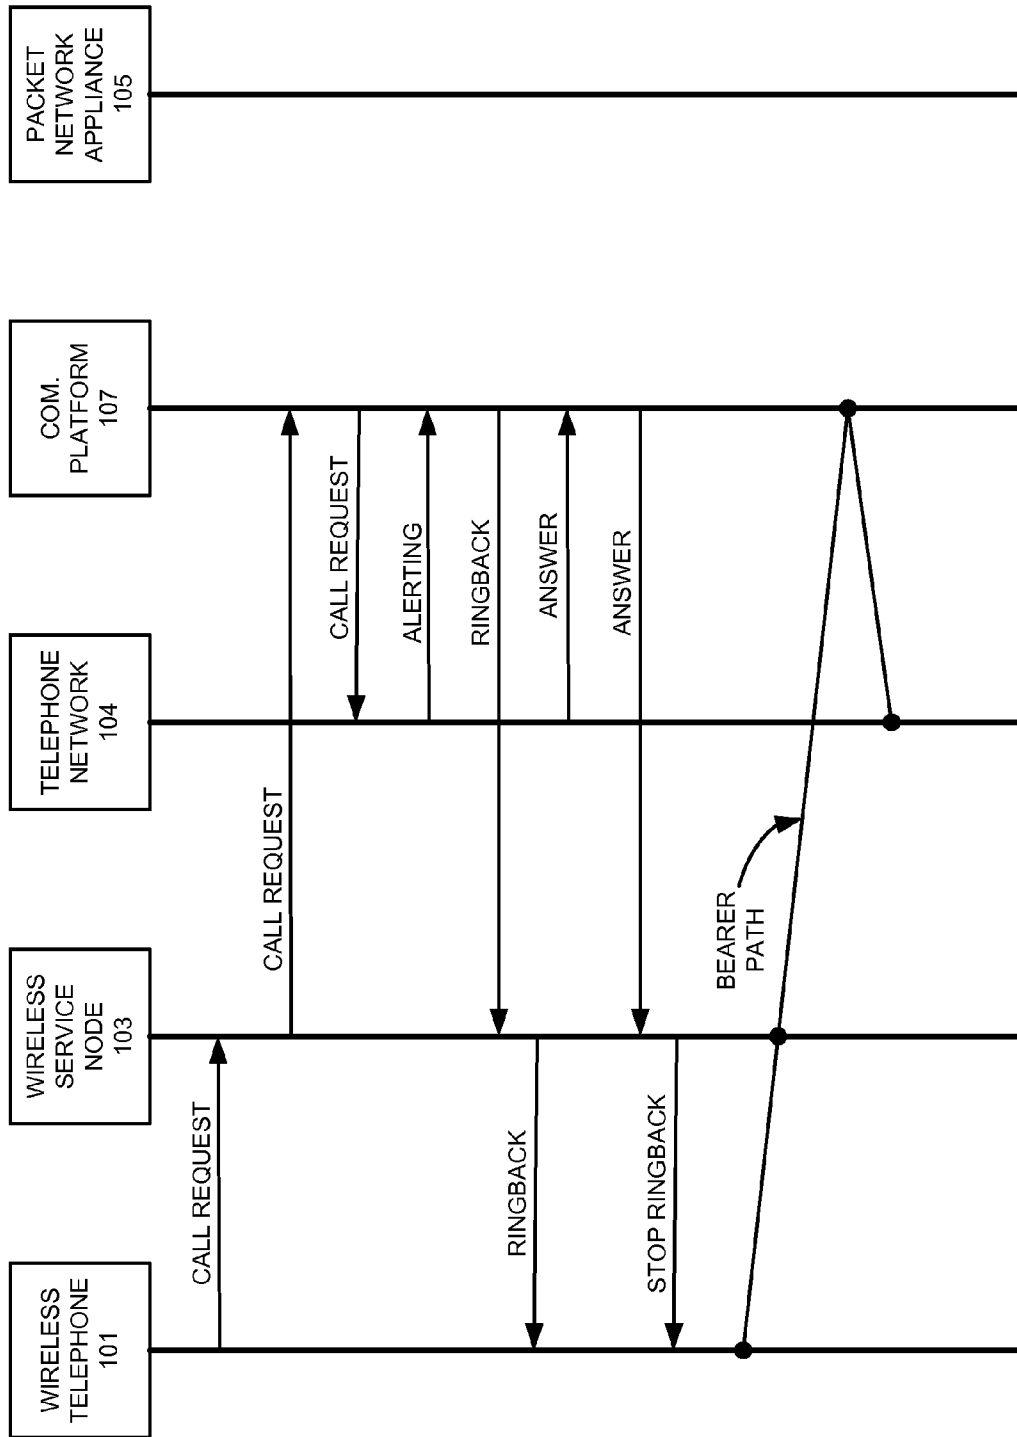 WIRELESS
TELEPHONE
101
WIRELESS
SERVICE
NODE
103
TELEPHONE
NETWORK
104
COM.
PLATFORM
107
PACKET
NETWORK
APPLIANCE
105
CALL REQUEST
CALL REQUEST
CALL REQUEST
ALERTING
RINGBACK
RINGBACK
ANSWER
ANSWER
STOP RINGBACK
BEARER
PATH